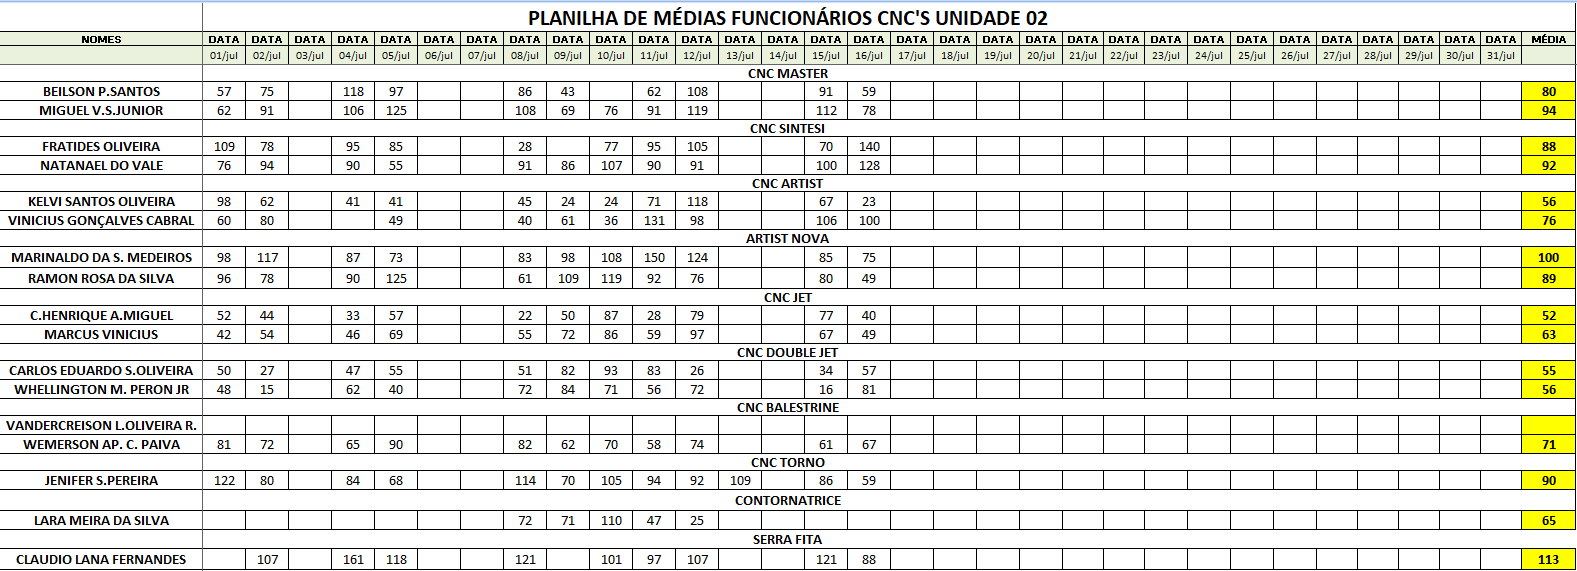 PLANILHA DE MÉDIAS FUNCIONÁRIOS CNC'S UNIDADE 02
NOMES DATA DATA DATA DATA DATA DATA DATA DATA DATA DATA DATA DATA DATA DATA DATA DATA DATA DATA DATA DATA DATA DATA DATA DATA DATA DATA DATA DATA DATA DATA DATA MÉDIA
01/jul 02/jul 03/jul 04/jul 05/jul 06/jul 07/jul 08/jul 09/jul 10/jul 11/jul 12/jul 13/jul 14/jul 15/jul 16/jul 17/jul 18/jul 19/jul 20/jul 21/jul 22/jul 23/jul 24/jul 25/jul 26/jul 27/jul 28/jul 29/jul 30/jul 31/jul
CNC MASTER
BEILSON P.SANTOS 57 75 118 97 86 43 62 108 91 59 80
MIGUEL V.S.JUNIOR 62 91 106 125 108 69 76 91 119 112 78 94
CNC SINTESI
FRATIDES OLIVEIRA 109 78 95 85 28 77 95 105 70 140 88
NATANAEL DO VALE 76 94 90 55 91 86 107 90 91 100 128 92
CNC ARTIST
KELVI SANTOS OLIVEIRA 98 62 41 41 45 24 24 71 118 67 23 56
VINICIUS GONÇALVES CABRAL 60 80 49 40 61 36 131 98 106 100 76
ARTIST NOVA
MARINALDO DA S. MEDEIROS 98 117 87 73 83 98 108 150 124 85 75 100
RAMON ROSA DA SILVA 96 78 90 125 61 109 119 92 76 80 49 89
CNC JET
C.HENRIQUE A.MIGUEL 52 44 33 57 22 50 87 28 79 77 40 52
MARCUS VINICIUS 42 54 46 69 55 72 86 59 97 67 49 63
CNC DOUBLE JET
CARLOS EDUARDO S.OLIVEIRA 50 27 47 55 51 82 93 83 26 34 57 55
WHELLINGTON M. PERON JR 48 15 62 40 72 84 71 56 72 16 81 56
CNC BALESTRINE
VANDERCREISON L.OLIVEIRA R.
WEMERSON AP. C. PAIVA 81 72 65 90 82 62 70 58 74 61 67 71
CNC TORNO
JENIFER S.PEREIRA 122 80 84 68 114 70 105 94 92 109 86 59 90
CONTORNATRICE
LARA MEIRA DA SILVA 72 71 110 47 25 65
SERRA FITA
CLAUDIO LANA FERNANDES 107 161 118 121 101 97 107 121 88 113